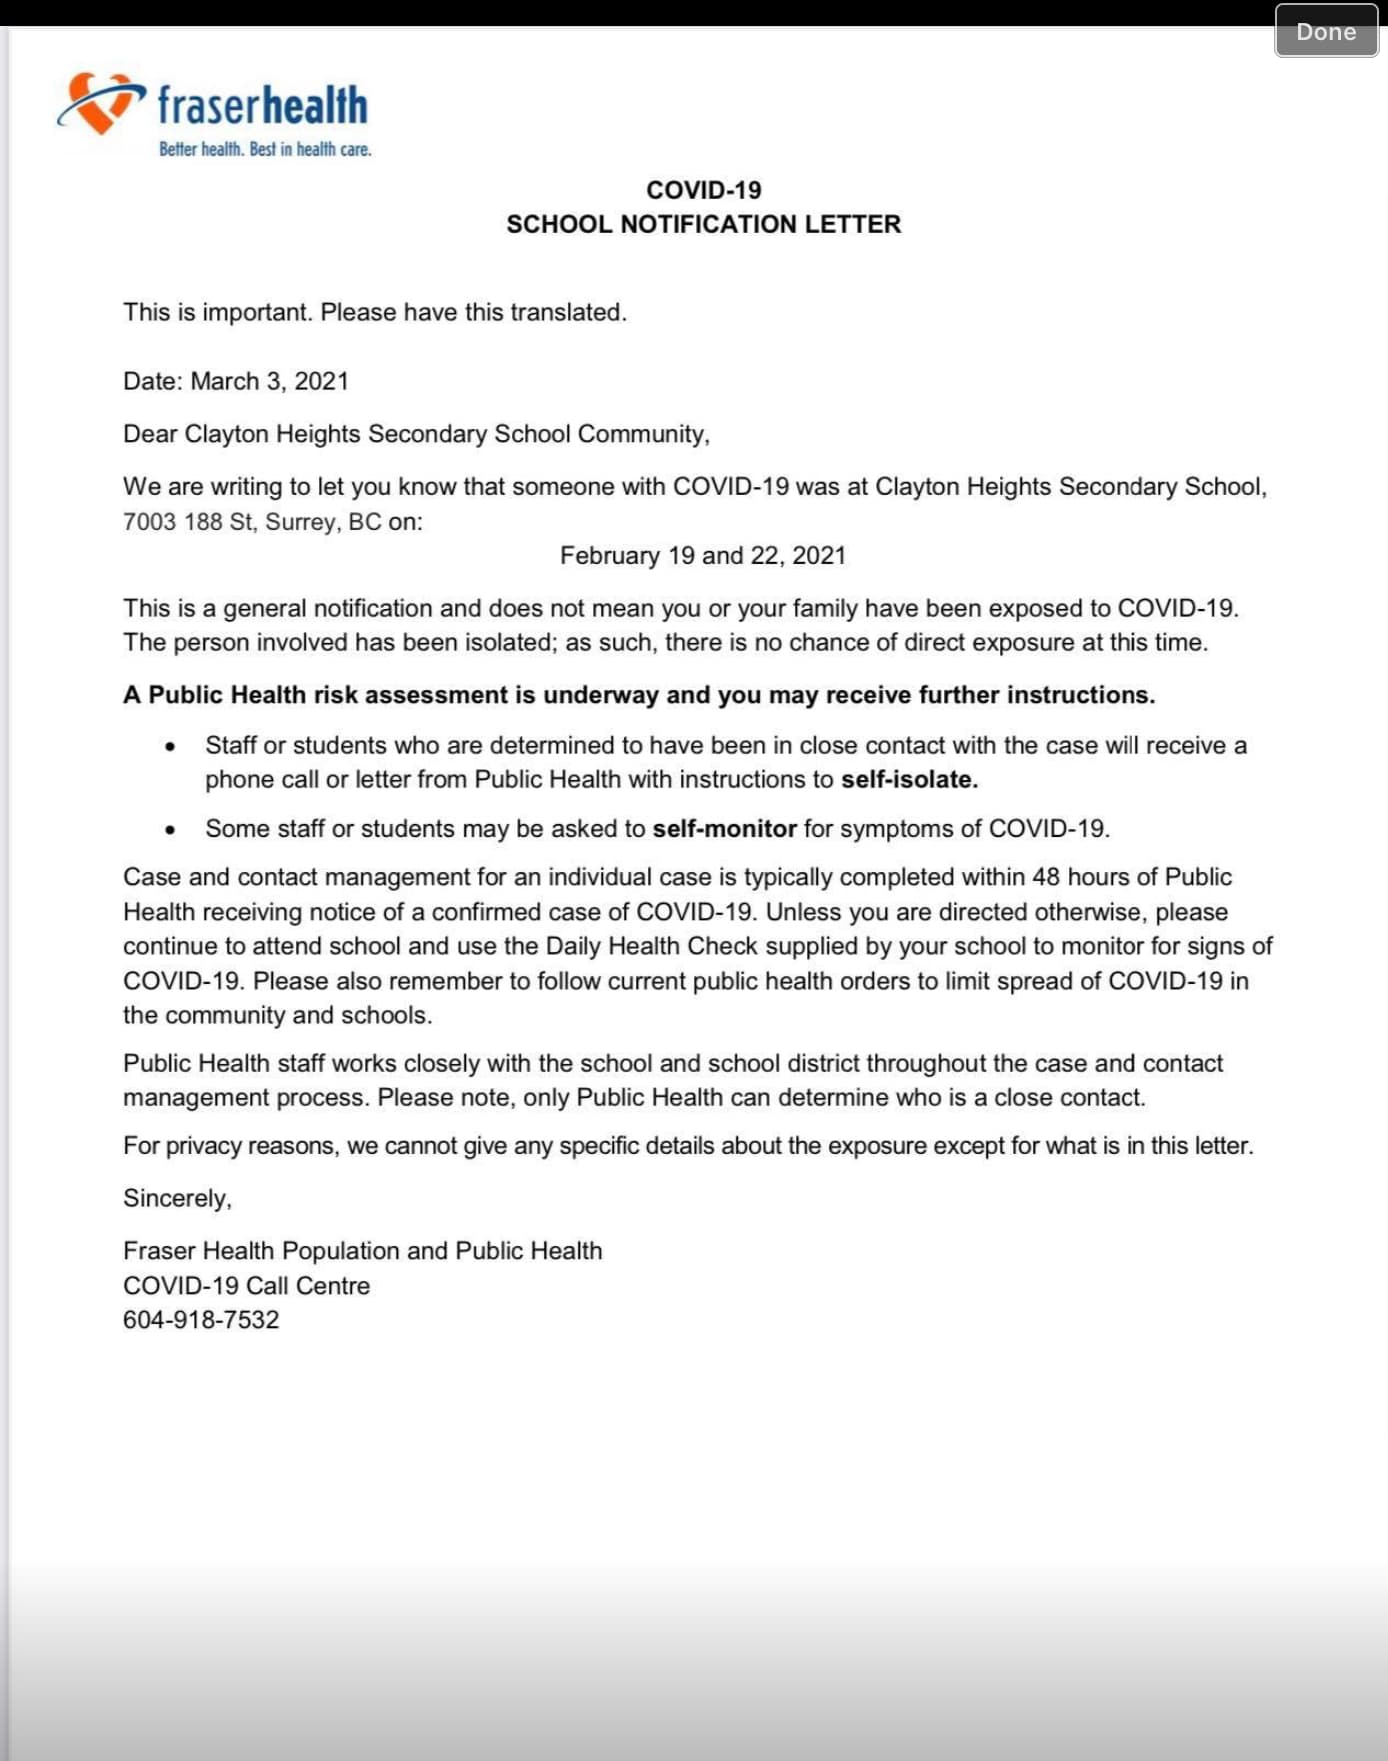 Done
fraserhealth
Better health. Best in health care.
COVID-19
SCHOOL NOTIFICATION LETTER
This is important. Please have this translated.
Date: March 3, 2021
Dear Clayton Heights Secondary School Community,
We are writing to let you know that someone with COVID-19 was at Clayton Heights Secondary School,
7003 188 St, Surrey, BC on:
February 19 and 22, 2021
This is a general notification and does not mean you or your family have been exposed to COVID-19.
The person involved has been isolated; as such, there is no chance of direct exposure at this time.
A Public Health risk assessment is underway and you may receive further instructions.
• Staff or students who are determined to have been in close contact with the case will receive a
phone call or letter from Public Health with instructions to self-isolate.
• Some staff or students may be asked to self-monitor for symptoms of COVID-19.
Case and contact management for an individual case is typically completed within 48 hours of Public
Health receiving notice of a confirmed case of COVID-19. Unless you are directed otherwise, please
continue to attend school and use the Daily Health Check supplied by your school to monitor for signs of
COVID-19. Please also remember to follow current public health orders to limit spread of COVID-19 in
the community and schools.
Public Health staff works closely with the school and school district throughout the case and contact
management process. Please note, only Public Health can determine who is a close contact.
For privacy reasons, we cannot give any specific details about the exposure except for what is in this letter.
Sincerely,
Fraser Health Population and Public Health
COVID-19 Call Centre
604-918-7532